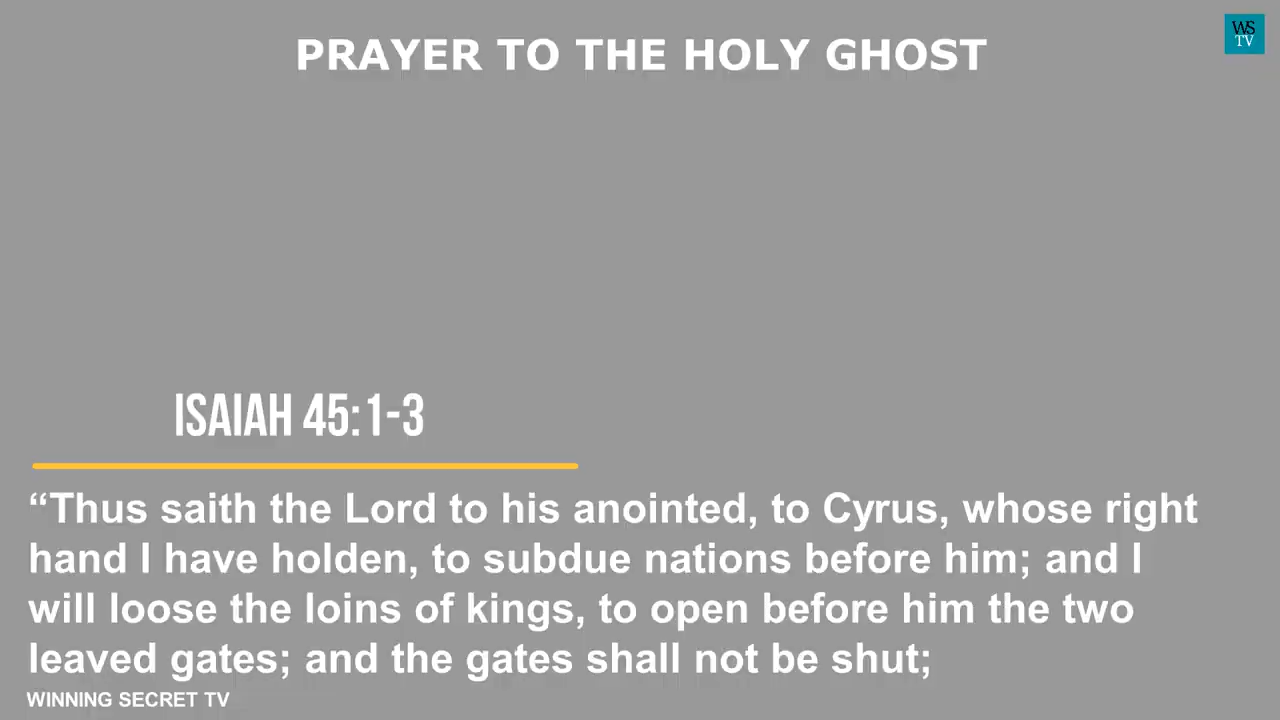 PRAYER TO THE HOLY GHOST
WS
TV
ISAIAH 45:1-3
“Thus saith the Lord to his anointed, to Cyrus, whose right
hand I have holden, to subdue nations before him; and I
will loose the loins of kings, to open before him the two
leaved gates; and the gates shall not be shut;
WINNING SECRET TV